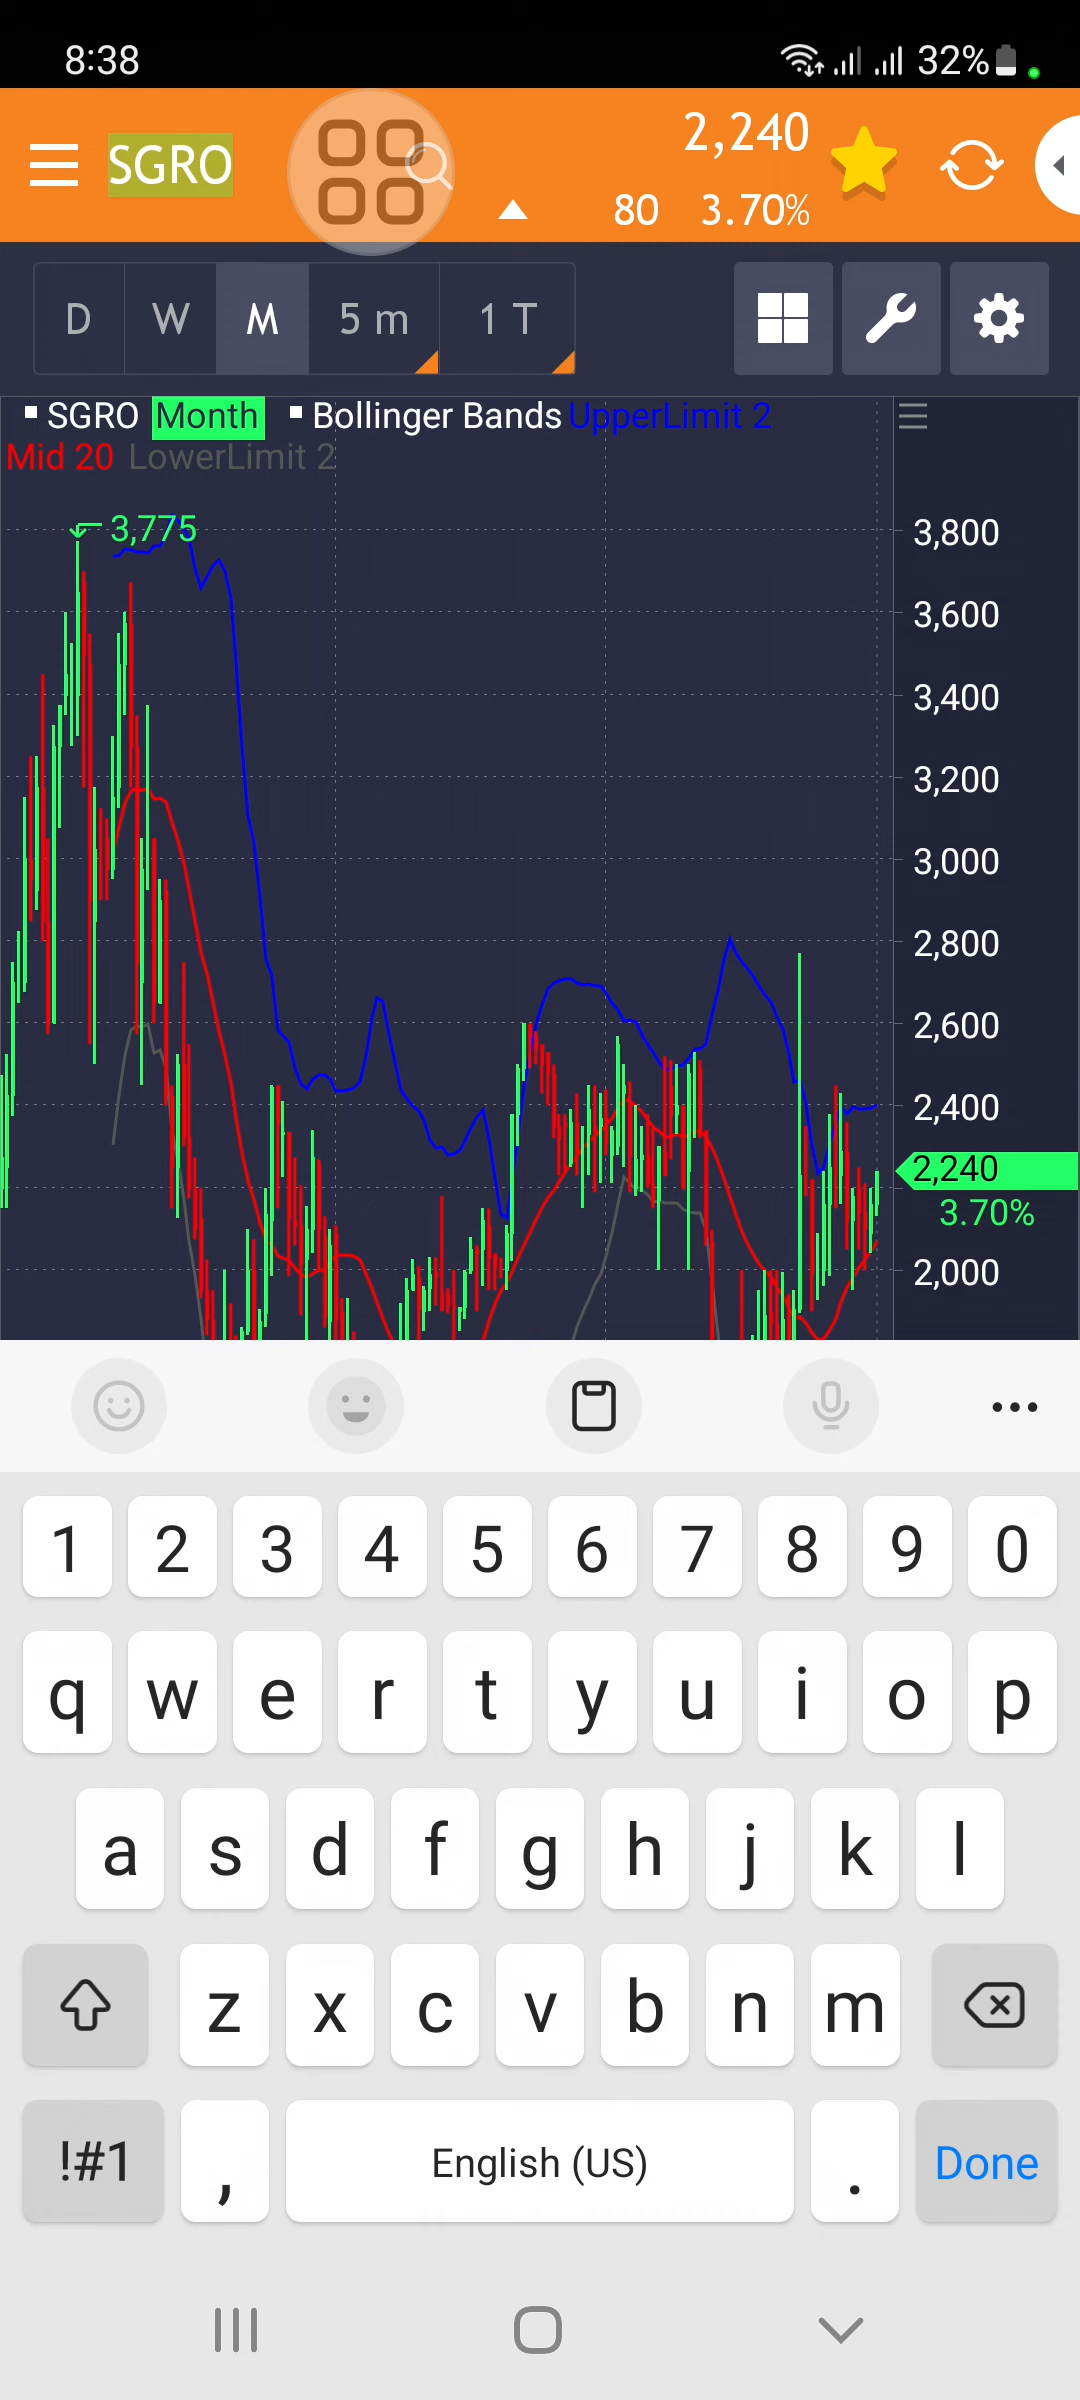 8:38 32%
SGRO 2,240
80 3.70%
D W M 5 m 1 T
SGRO Month Bollinger Bands UpperLimit 2
Mid 20 LowerLimit 2
3,775
3,800
3,600
3,400
3,200
3,000
2,800
2,600
2,400
2,240
3.70%
2,000
1 2 3 4 5 6 7 8 9 0
q w e r t y u i o p
a s d f g h j k l
z x c v b n m
!#1 , English (US) . Done